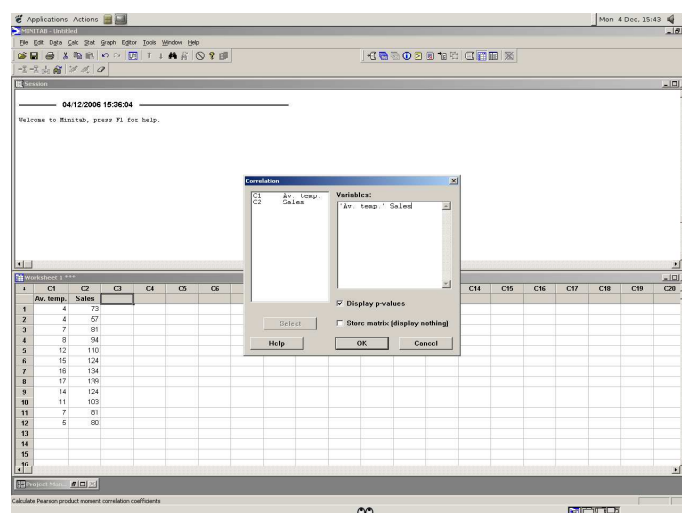 Applications Actions
Mon 4 Dec, 15:43
MINITAB - Untitled
File Edit Data Calc Stat Graph Editor Tools Window Help
Session
04/12/2006 15:36:04
Welcome to Minitab, press F1 for help.
Correlation
C1 Av. temp.
C2 Sales
Variables:
'Av. temp.' Sales
Display p-values
Store matrix (display nothing)
Select
Help
OK
Cancel
Worksheet 1 ***
C1 C2 C3 C4 C5 C6 C14 C15 C16 C17 C18 C19 C20
Av. temp. Sales
1 4 73
2 4 57
3 7 81
4 8 94
5 12 110
6 15 124
7 16 134
8 17 139
9 14 124
10 11 103
11 7 81
12 5 80
13
14
15
16
Project Man...
Calculate Pearson product moment correlation coefficients